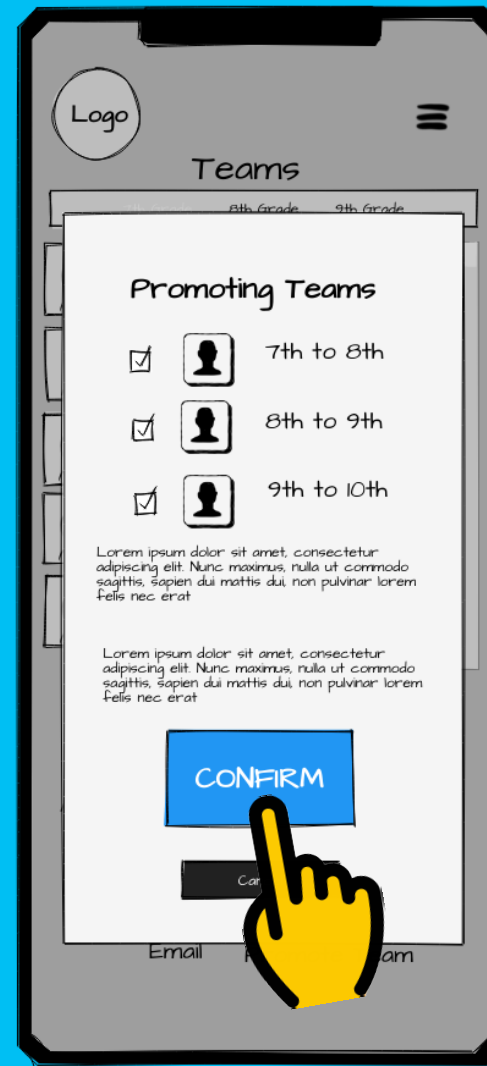 Logo
Teams
8th Grade 9th Grade
Promoting Teams
7th to 8th
8th to 9th
9th to 10th
Lorem ipsum dolor sit amet, consectetur
adipiscing elit. Nunc maximus, nulla ut commodo
sagittis, sapien dui mattis dui, non pulvinar lorem
felis nec erat
Lorem ipsum dolor sit amet, consectetur
adipiscing elit. Nunc maximus, nulla ut commodo
sagittis, sapien dui mattis dui, non pulvinar lorem
felis nec erat
CONFIRM
Email